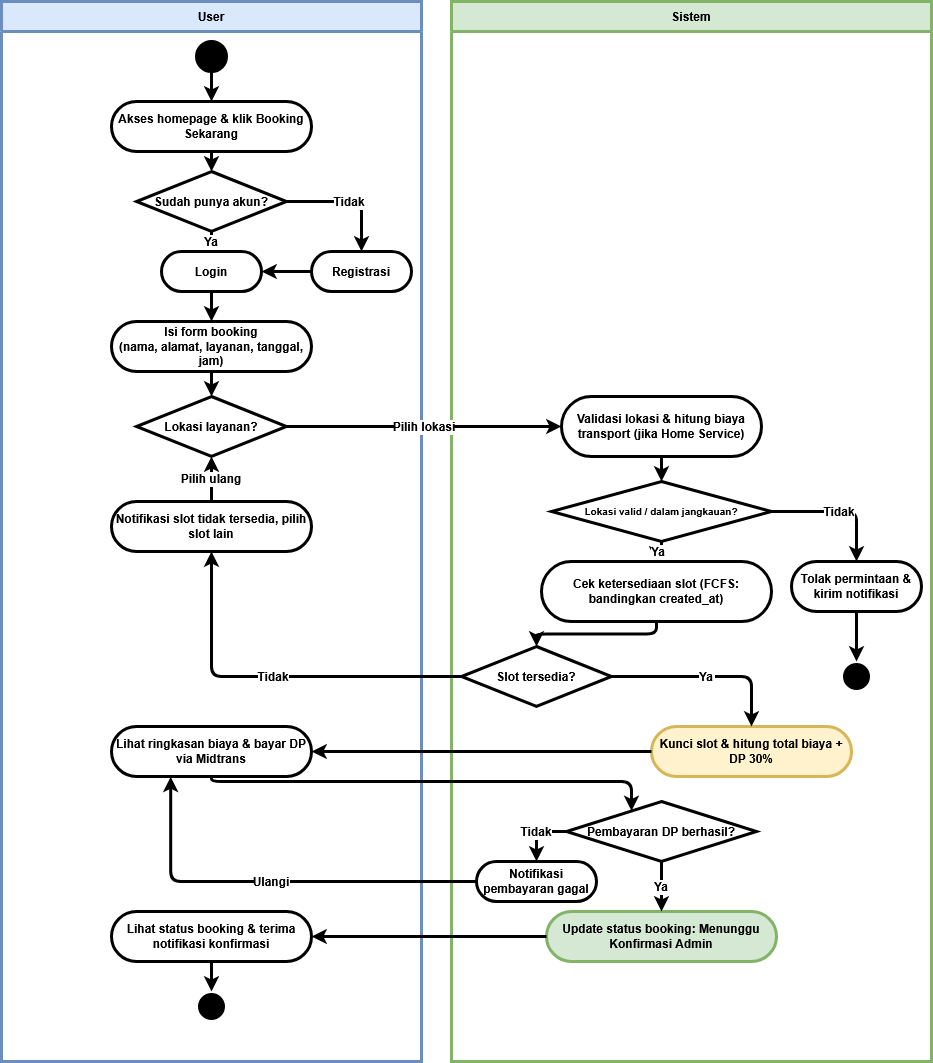 User
Sistem
Akses homepage & klik Booking
Sekarang
Sudah punya akun?
Tidak
Ya
Login
Registrasi
Isi form booking
(nama, alamat, layanan, tanggal,
jam)
Lokasi layanan?
Pilih lokasi
Validasi lokasi & hitung biaya
transport (jika Home Service)
Pilih ulang
Notifikasi slot tidak tersedia, pilih
slot lain
Lokasi valid / dalam jangkauan?
Tidak
Ya
Cek ketersediaan slot (FCFS:
bandingkan created_at)
Tolak permintaan &
kirim notifikasi
Tidak
Slot tersedia?
Ya
Lihat ringkasan biaya & bayar DP
via Midtrans
Kunci slot & hitung total biaya +
DP 30%
Tidak
Pembayaran DP berhasil?
Ulangi
Notifikasi
pembayaran gagal
Ya
Lihat status booking & terima
notifikasi konfirmasi
Update status booking: Menunggu
Konfirmasi Admin